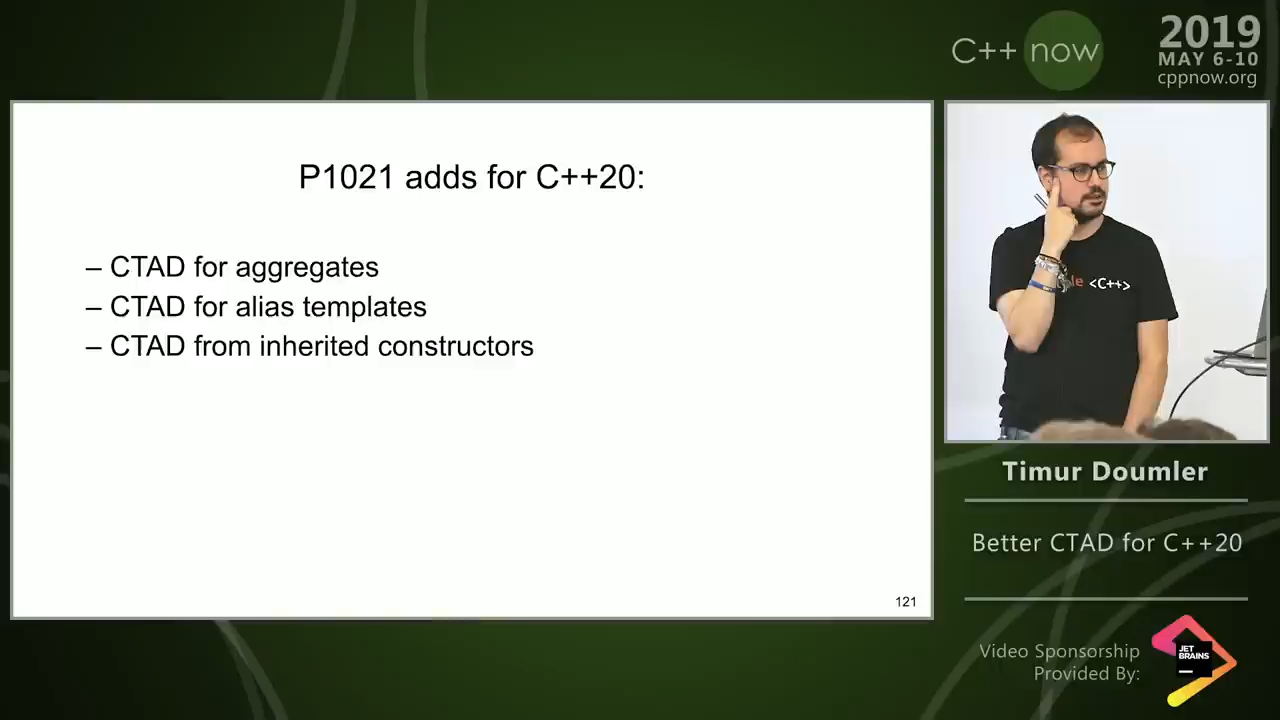 C++ now
2019
MAY 6-10
cppnow.org
P1021 adds for C++20:
– CTAD for aggregates
– CTAD for alias templates
– CTAD from inherited constructors
121
<C++>
Timur Doumler
Better CTAD for C++20
Video Sponsorship
Provided By:
JET
BRAINS